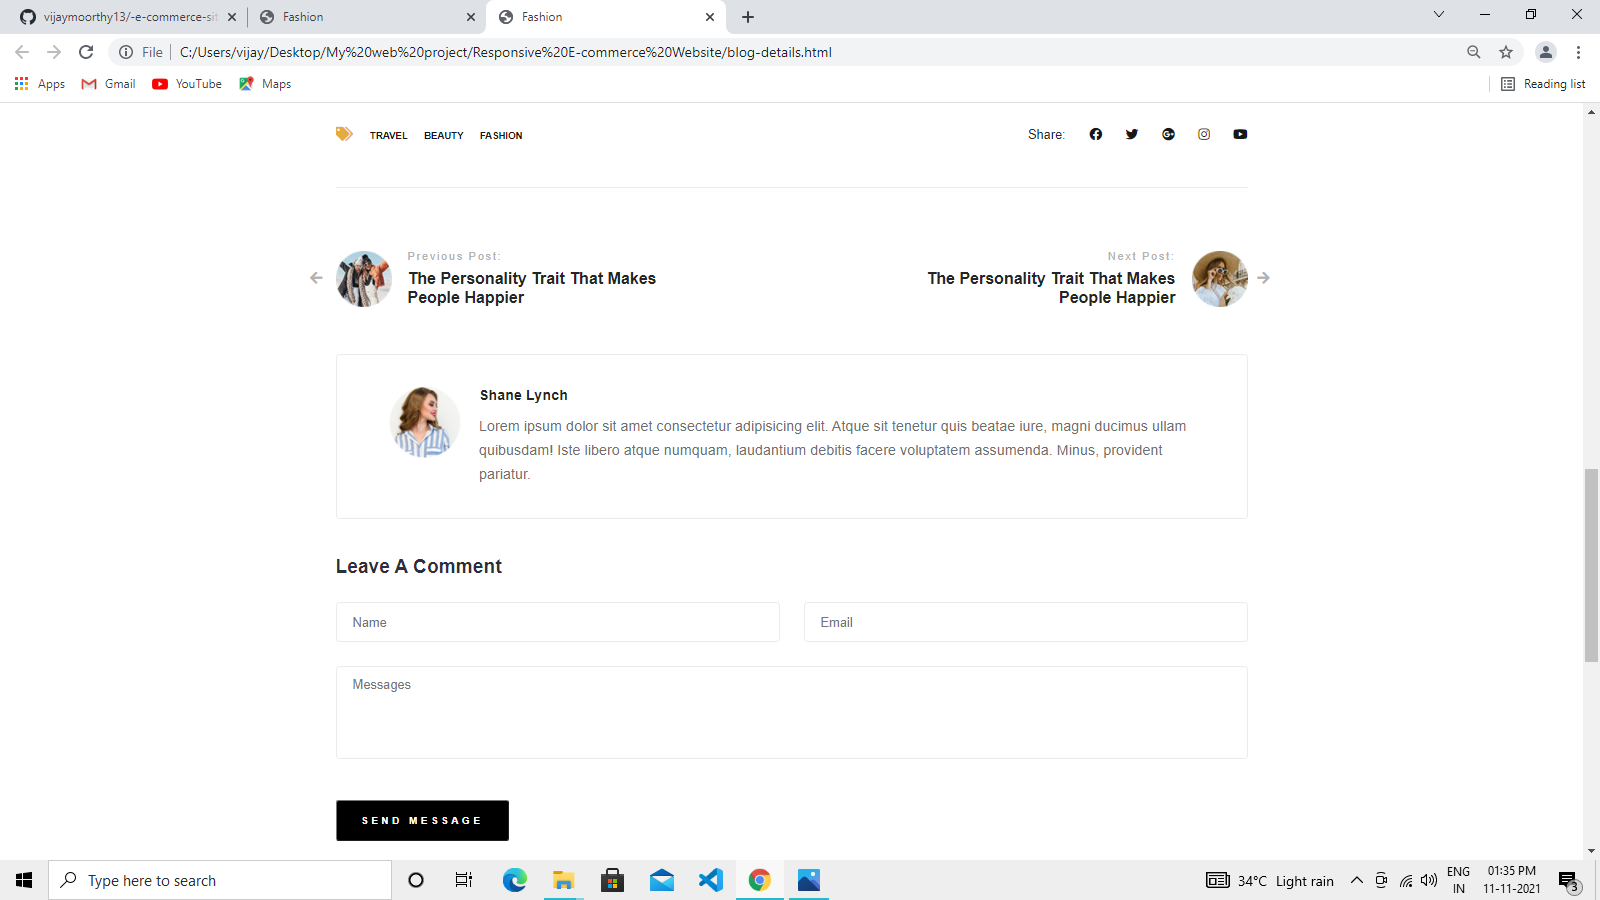 vijaymoorthy13/-e-commerce-sit
Fashion
Fashion
File
C:/Users/vijay/Desktop/My%20web%20project/Responsive%20E-commerce%20Website/blog-details.html
Apps
Gmail
YouTube
Maps
Reading list
TRAVEL BEAUTY FASHION
Share:
Previous Post:
The Personality Trait That Makes
People Happier
Next Post:
The Personality Trait That Makes
People Happier
Shane Lynch
Lorem ipsum dolor sit amet consectetur adipisicing elit. Atque sit tenetur quis beatae iure, magni ducimus ullam
quibusdam! Iste libero atque numquam, laudantium debitis facere voluptatem assumenda. Minus, provident
pariatur.
Leave A Comment
Name
Email
Messages
SEND MESSAGE
Type here to search
34°C Light rain
ENG
IN
01:35 PM
11-11-2021
3